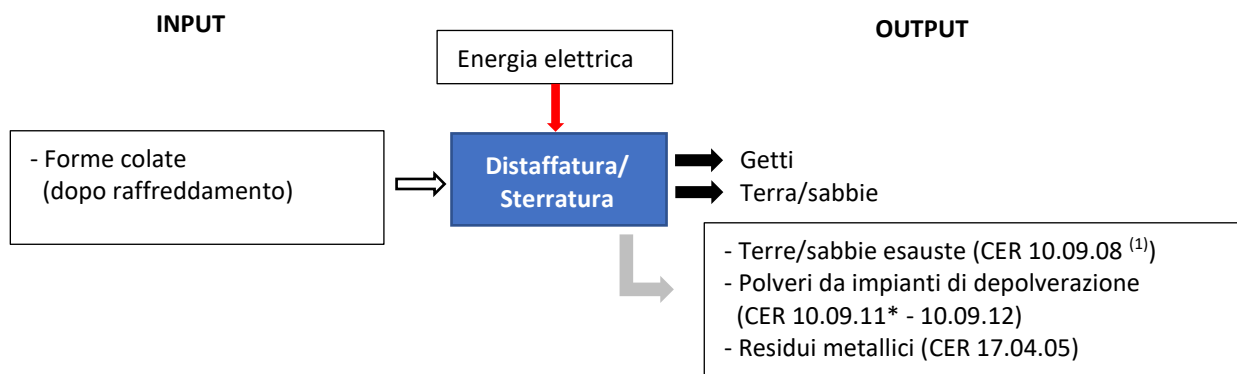 INPUT
OUTPUT
Energia elettrica
- Forme colate
(dopo raffreddamento)
Distaffatura/
Sterratura
Getti
Terra/sabbie
- Terre/sabbie esauste (CER 10.09.08 (1))
- Polveri da impianti di depolverazione
(CER 10.09.11* - 10.09.12)
- Residui metallici (CER 17.04.05)